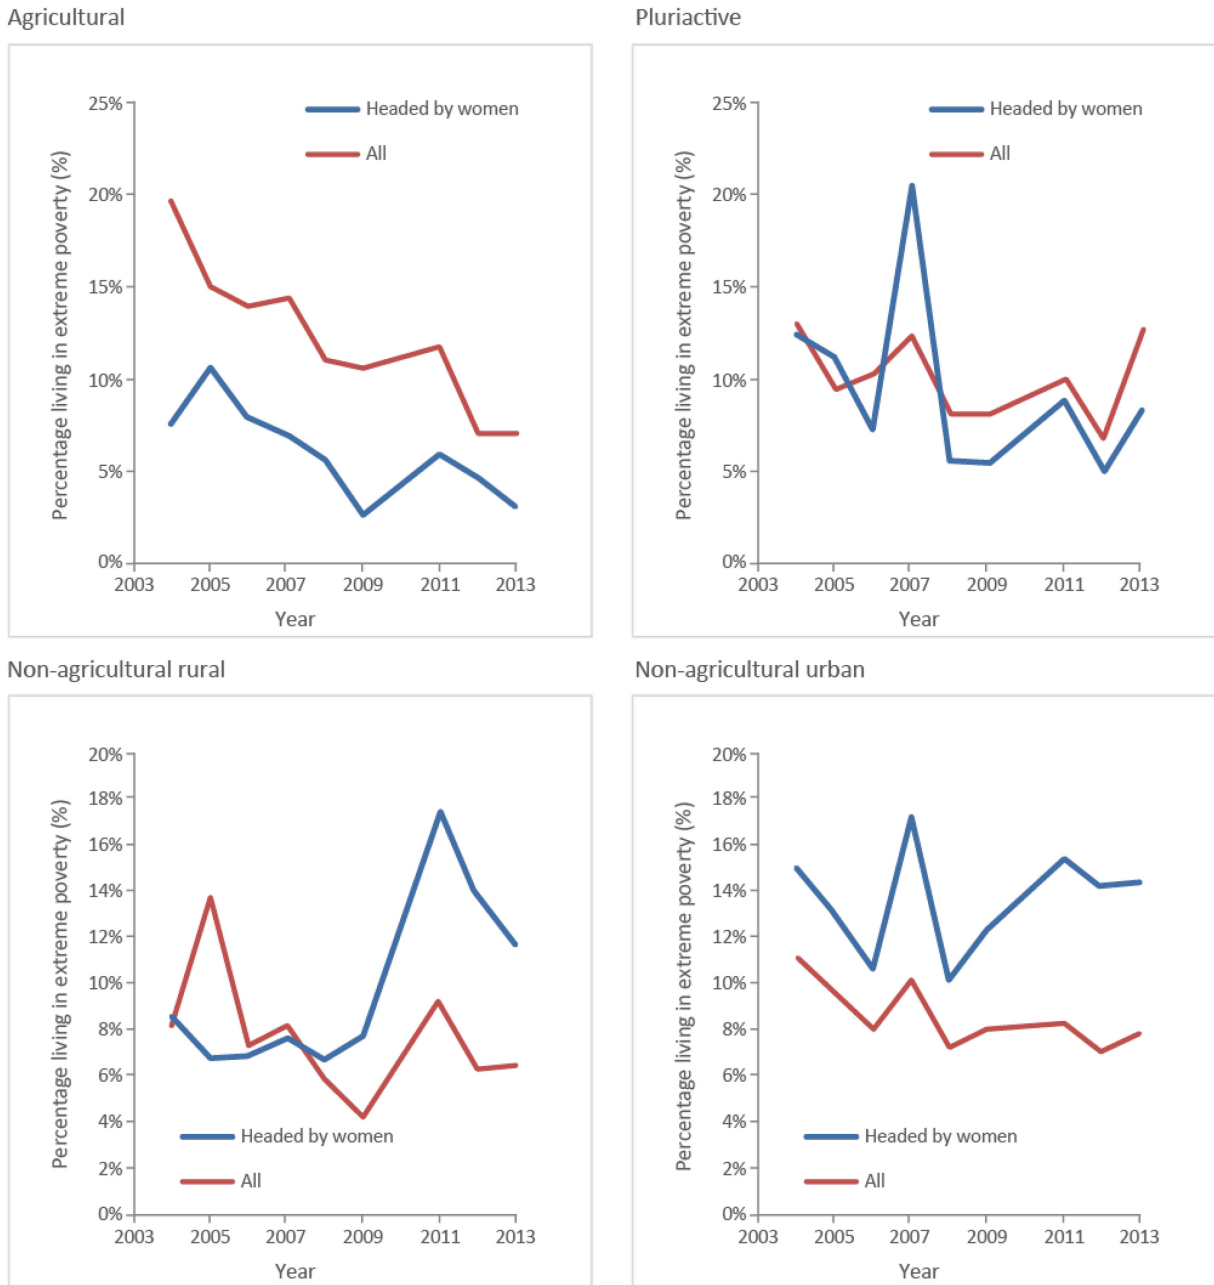 Agricultural
25%
20%
15%
10%
5%
0%
Percentage living in extreme poverty (%)
Headed by women
All
2003 2005 2007 2009 2011 2013
Year
Pluriactive
25%
20%
15%
10%
5%
0%
Percentage living in extreme poverty (%)
Headed by women
All
2003 2005 2007 2009 2011 2013
Year
Non-agricultural rural
20%
18%
16%
14%
12%
10%
8%
6%
4%
2%
0%
Percentage living in extreme poverty (%)
Headed by women
All
2003 2005 2007 2009 2011 2013
Year
Non-agricultural urban
20%
18%
16%
14%
12%
10%
8%
6%
4%
2%
0%
Percentage living in extreme poverty (%)
Headed by women
All
2003 2005 2007 2009 2011 2013
Year